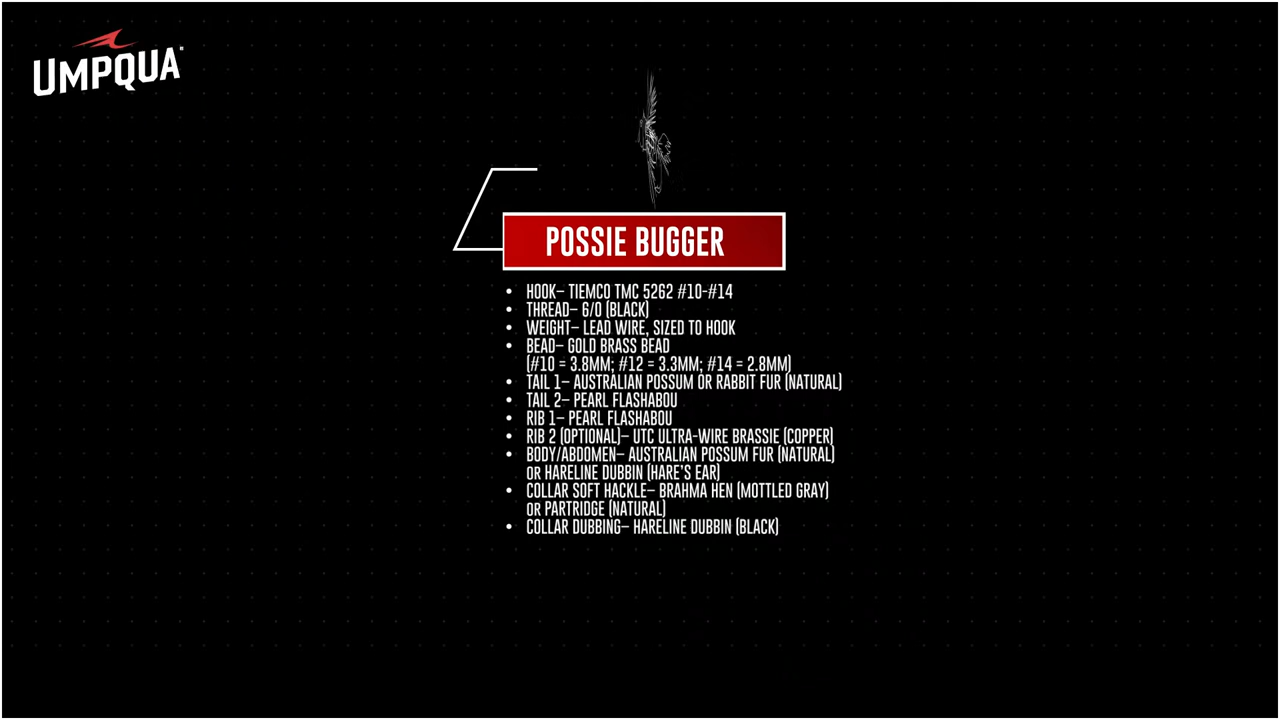 UMPQUA
POSSIE BUGGER
• HOOK– TIEMCO TMC 5262 #10-#14
• THREAD– 6/0 (BLACK)
• WEIGHT– LEAD WIRE, SIZED TO HOOK
• BEAD– GOLD BRASS BEAD
(#10 = 3.8MM; #12 = 3.3MM; #14 = 2.8MM)
• TAIL 1– AUSTRALIAN POSSUM OR RABBIT FUR (NATURAL)
• TAIL 2– PEARL FLASHABOU
• RIB 1– PEARL FLASHABOU
• RIB 2 (OPTIONAL)– UTC ULTRA-WIRE BRASSIE (COPPER)
• BODY/ABDOMEN– AUSTRALIAN POSSUM FUR (NATURAL)
OR HARELINE DUBBIN (HARE'S EAR)
• COLLAR SOFT HACKLE– BRAHMA HEN (MOTTLED GRAY)
OR PARTRIDGE (NATURAL)
• COLLAR DUBBING– HARELINE DUBBIN (BLACK)